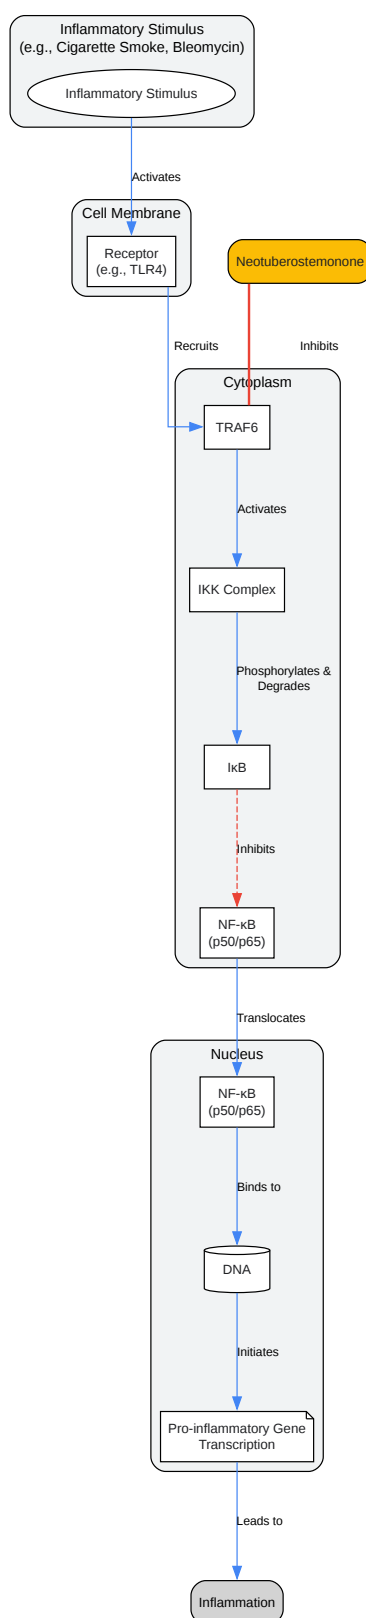 Inflammatory Stimulus
(e.g., Cigarette Smoke, Bleomycin)
Inflammatory Stimulus
Activates
Cell Membrane
Receptor
(e.g., TLR4)
Neotuberostemonone
Recruits
Inhibits
Cytoplasm
TRAF6
Activates
IKK Complex
Phosphorylates &
Degrades
IκB
Inhibits
NF-κB
(p50/p65)
Translocates
Nucleus
NF-κB
(p50/p65)
Binds to
DNA
Initiates
Pro-inflammatory Gene
Transcription
Leads to
Inflammation